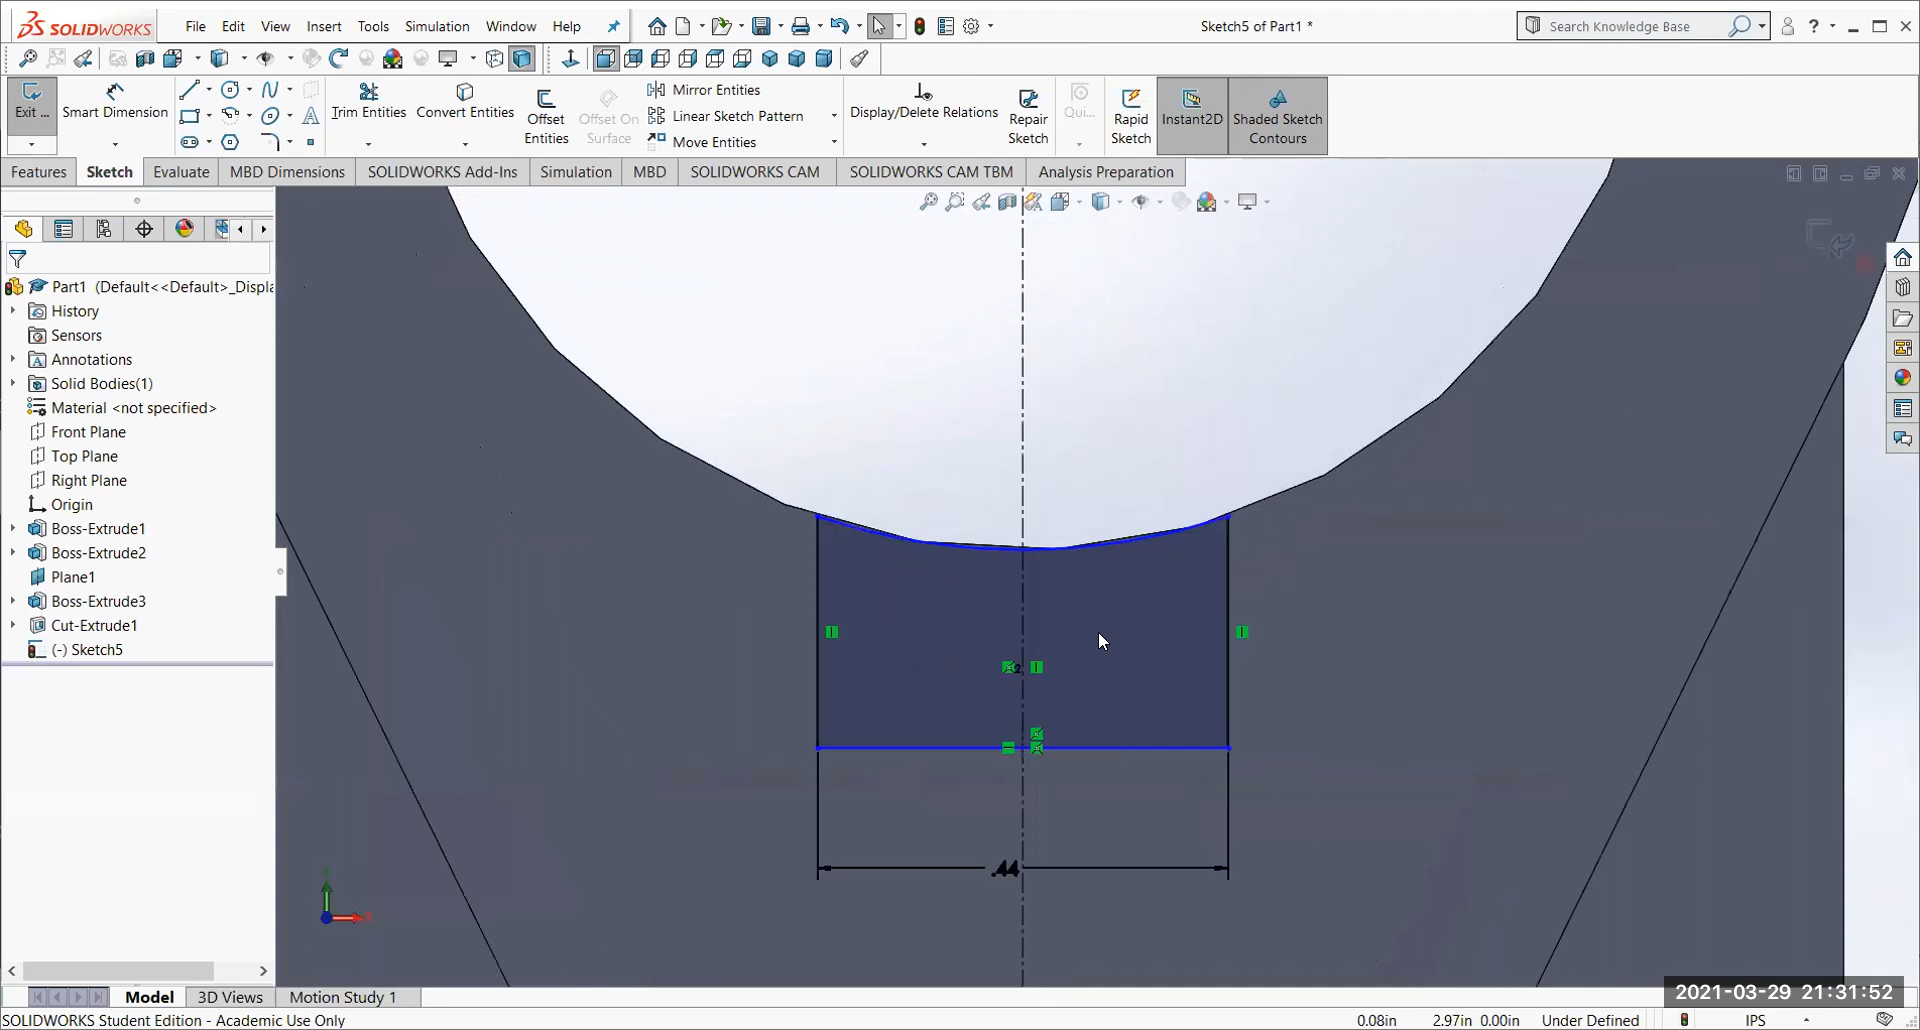 SOLIDWORKS File Edit View Insert Tools Simulation Window Help Sketch5 of Part1 * Search Knowledge Base ?
Exit ... Smart Dimension Trim Entities Convert Entities Offset Entities Offset On Surface Mirror Entities Linear Sketch Pattern Move Entities Display/Delete Relations Repair Sketch Qui... Rapid Sketch Instant2D Shaded Sketch Contours
Features Sketch Evaluate MBD Dimensions SOLIDWORKS Add-Ins Simulation MBD SOLIDWORKS CAM SOLIDWORKS CAM TBM Analysis Preparation
Part1 (Default<<Default>_Displa
History
Sensors
Annotations
Solid Bodies(1)
Material <not specified>
Front Plane
Top Plane
Right Plane
Origin
Boss-Extrude1
Boss-Extrude2
Plane1
Boss-Extrude3
Cut-Extrude1
(-) Sketch5
2
.44
X
Model 3D Views Motion Study 1
2021-03-29 21:31:52
SOLIDWORKS Student Edition - Academic Use Only 0.08in 2.97in 0.00in Under Defined IPS